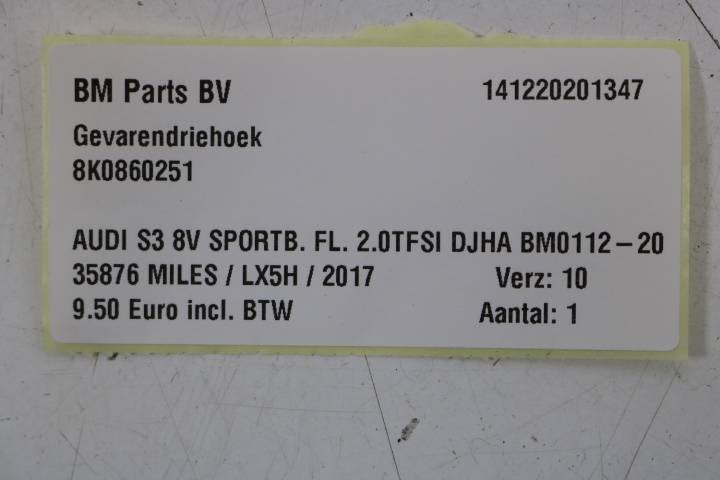 BM Parts BV 141220201347
Gevarendriehoek
8K0860251
AUDI S3 8V SPORTB. FL. 2.0TFSI DJHA BM0112-20
35876 MILES / LX5H / 2017 Verz: 10
9.50 Euro incl. BTW Aantal: 1